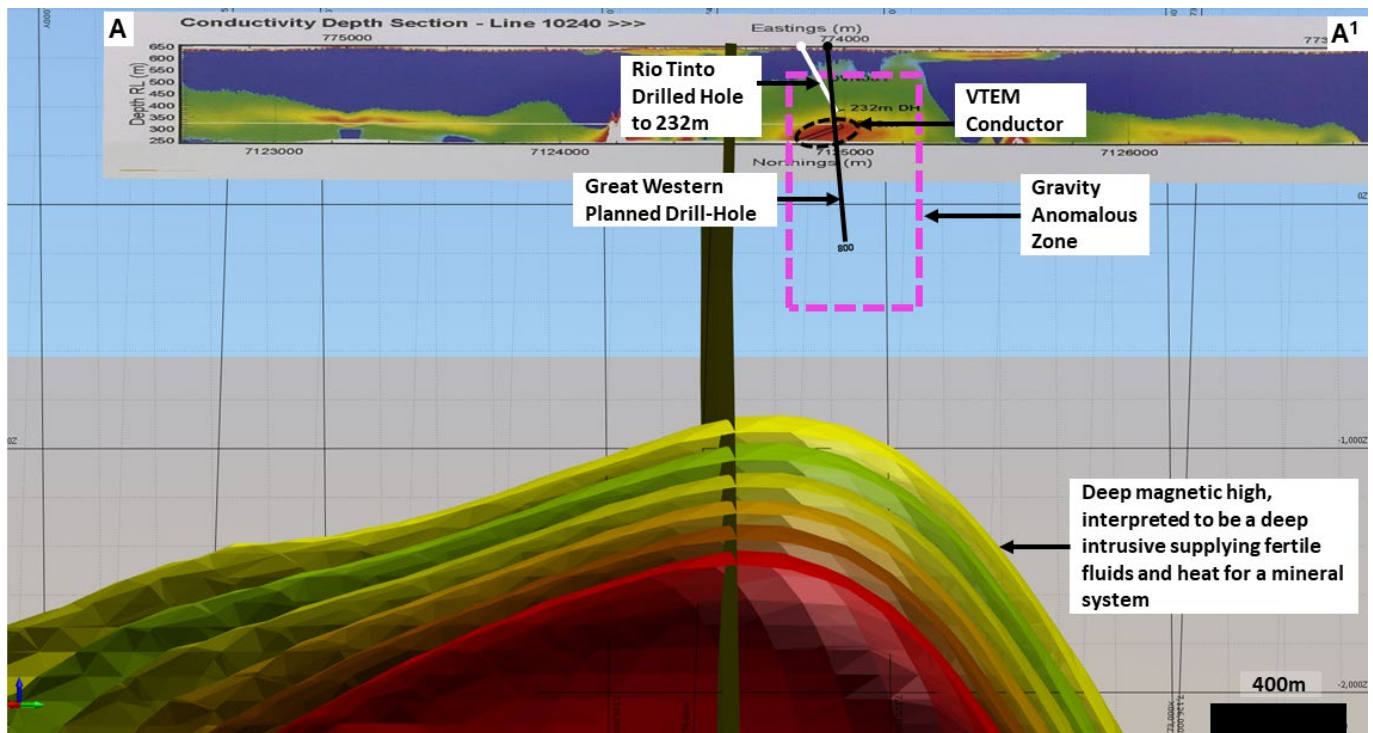 A
Conductivity Depth Section - Line 10240 >>>
Eastings (m)
A1
775000
774000
Depth RL (m)
650
600
550
500
450
400
350
300
250
Rio Tinto
Drilled Hole
to 232m
232m DH
VTEM
Conductor
7123000
7124000
7125000
7126000
Northings (m)
Great Western
Planned Drill-Hole
Gravity
Anomalous
Zone
800
0Z
-1,000Z
Deep magnetic high,
interpreted to be a deep
intrusive supplying fertile
fluids and heat for a mineral
system
400m
-2,000Z